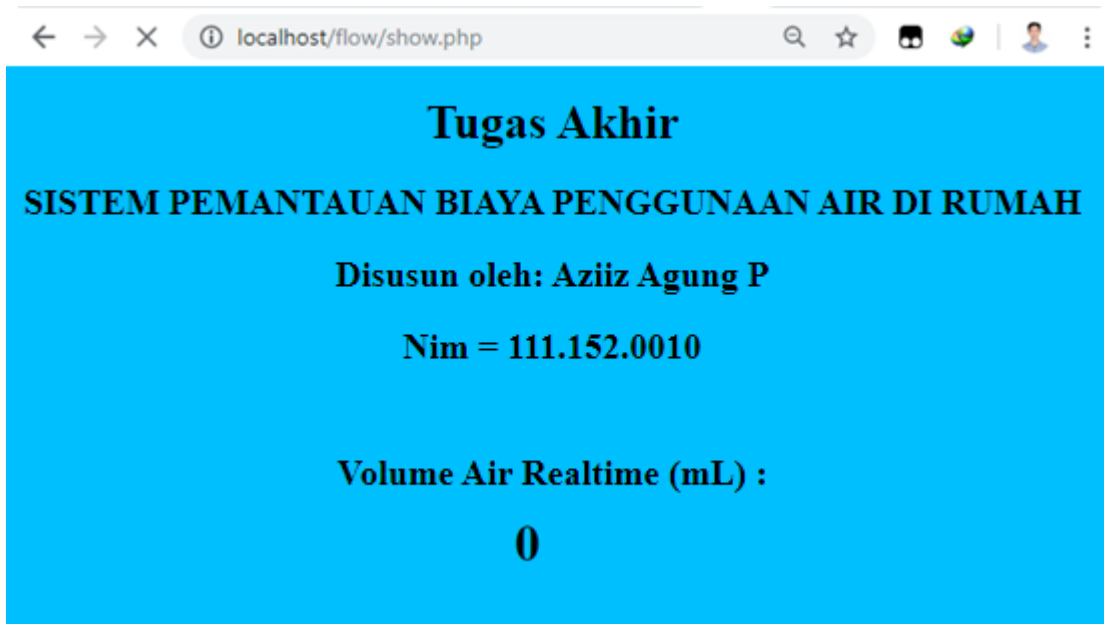 localhost/flow/show.php
Tugas Akhir
SISTEM PEMANTAUAN BIAYA PENGGUNAAN AIR DI RUMAH
Disusun oleh: Aziiz Agung P
Nim = 111.152.0010
Volume Air Realtime (mL) :
0